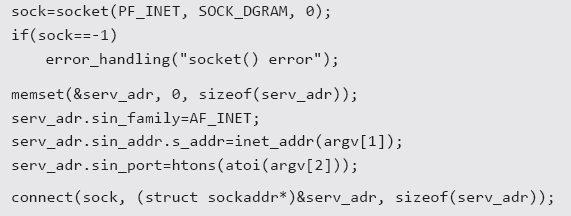 sock=socket(PF_INET, SOCK_DGRAM, 0);
if(sock==-1)
    error_handling("socket() error");
memset(&serv_adr, 0, sizeof(serv_adr));
serv_adr.sin_family=AF_INET;
serv_adr.sin_addr.s_addr=inet_addr(argv[1]);
serv_adr.sin_port=htons(atoi(argv[2]));
connect(sock, (struct sockaddr*)&serv_adr, sizeof(serv_adr));